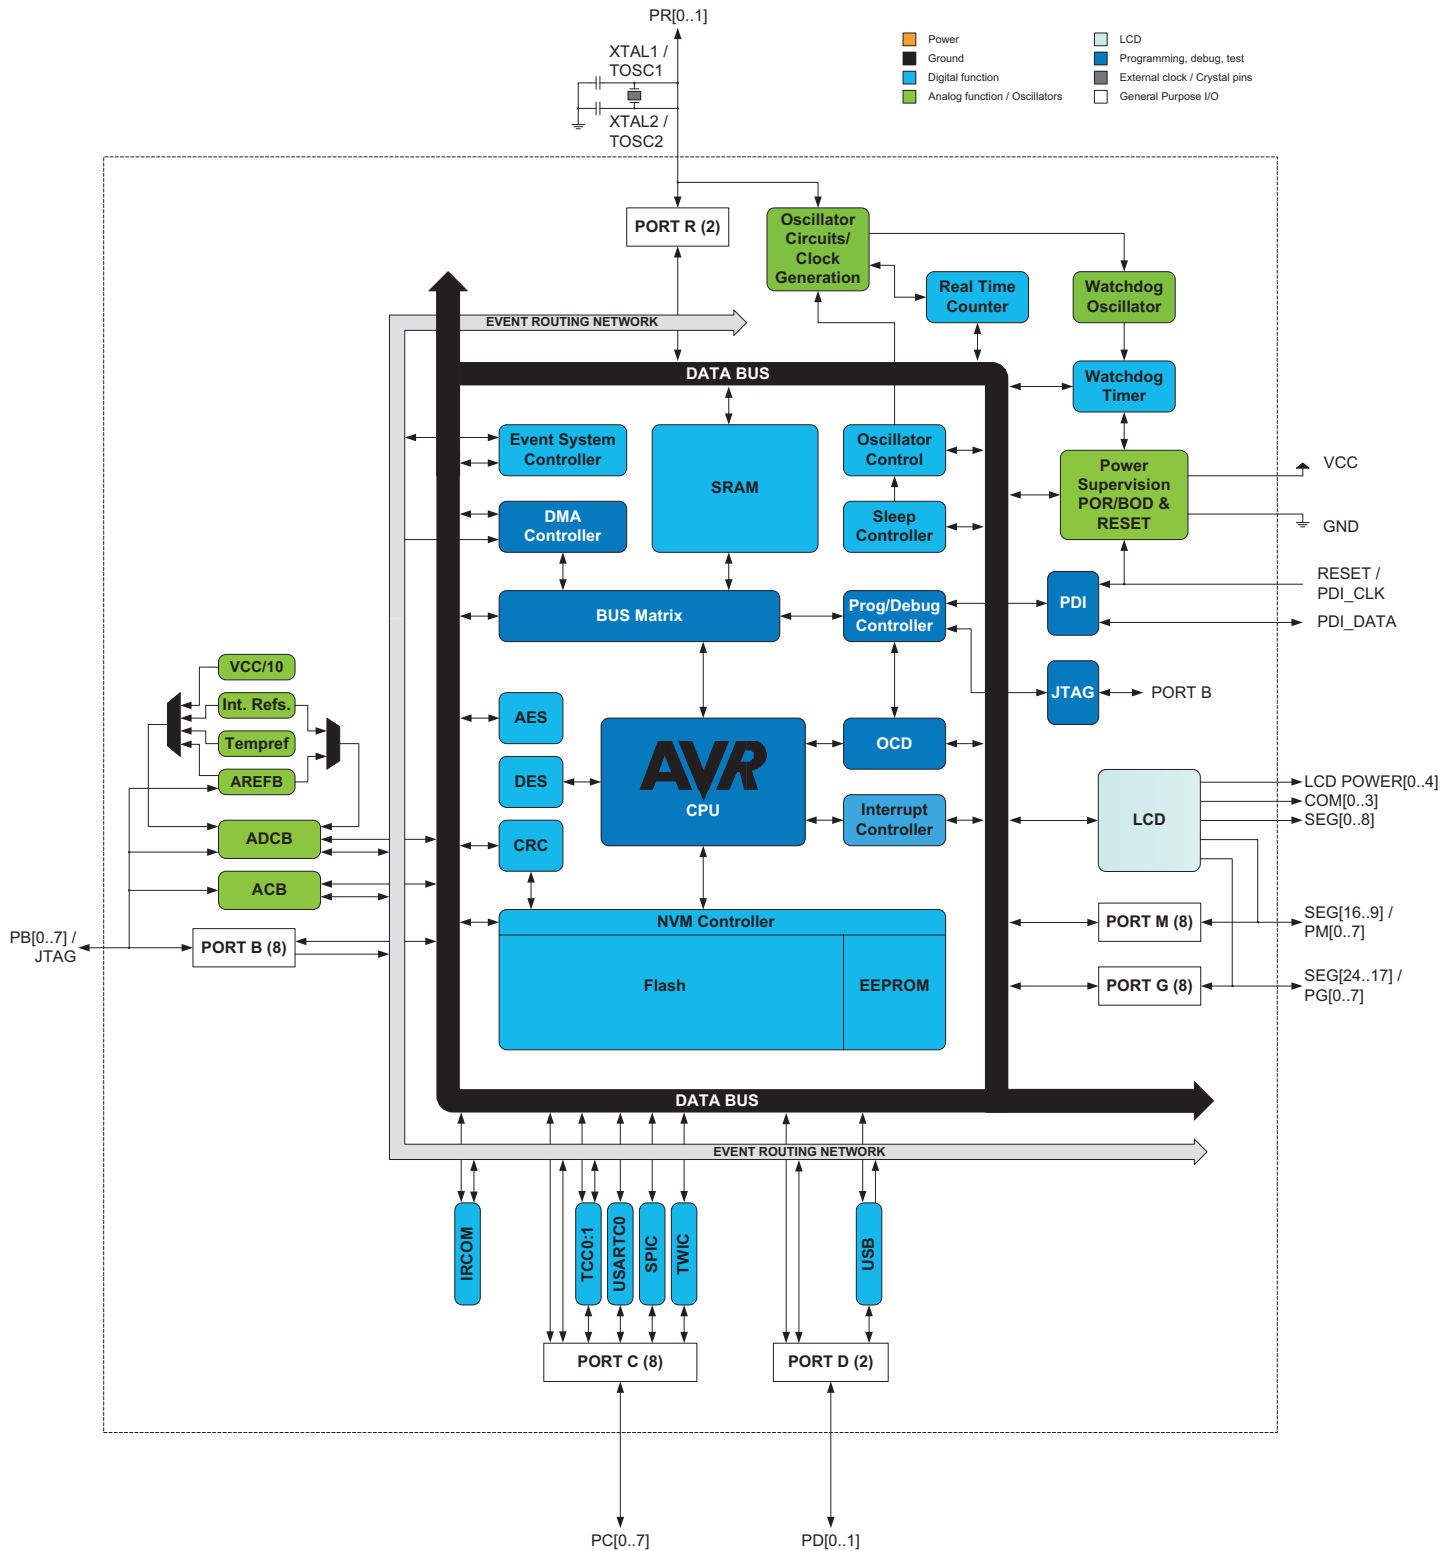 PR[0..1]
XTAL1 /
TOSC1
XTAL2 /
TOSC2
Power
Ground
Digital function
Analog function / Oscillators
LCD
Programming, debug, test
External clock / Crystal pins
General Purpose I/O
PORT R (2)
Oscillator
Circuits/
Clock
Generation
Real Time
Counter
Watchdog
Oscillator
EVENT ROUTING NETWORK
DATA BUS
Watchdog
Timer
Event System
Controller
SRAM
Oscillator
Control
Power
Supervision
POR/BOD &
RESET
VCC
GND
DMA
Controller
Sleep
Controller
RESET /
PDI_CLK
PDI_DATA
BUS Matrix
Prog/Debug
Controller
PDI
JTAG
PORT B
VCC/10
Int. Refs.
Tempref
AREFB
ADCB
ACB
AES
DES
CRC
AVR
CPU
OCD
Interrupt
Controller
LCD
LCD POWER[0..4]
COM[0..3]
SEG[0..8]
PB[0..7] /
JTAG
PORT B (8)
NVM Controller
Flash
EEPROM
PORT M (8)
SEG[16..9] /
PM[0..7]
PORT G (8)
SEG[24..17] /
PG[0..7]
DATA BUS
EVENT ROUTING NETWORK
IRCOM
TCC0:1
USARTC0
SPIC
TWIC
USB
PORT C (8)
PORT D (2)
PC[0..7]
PD[0..1]